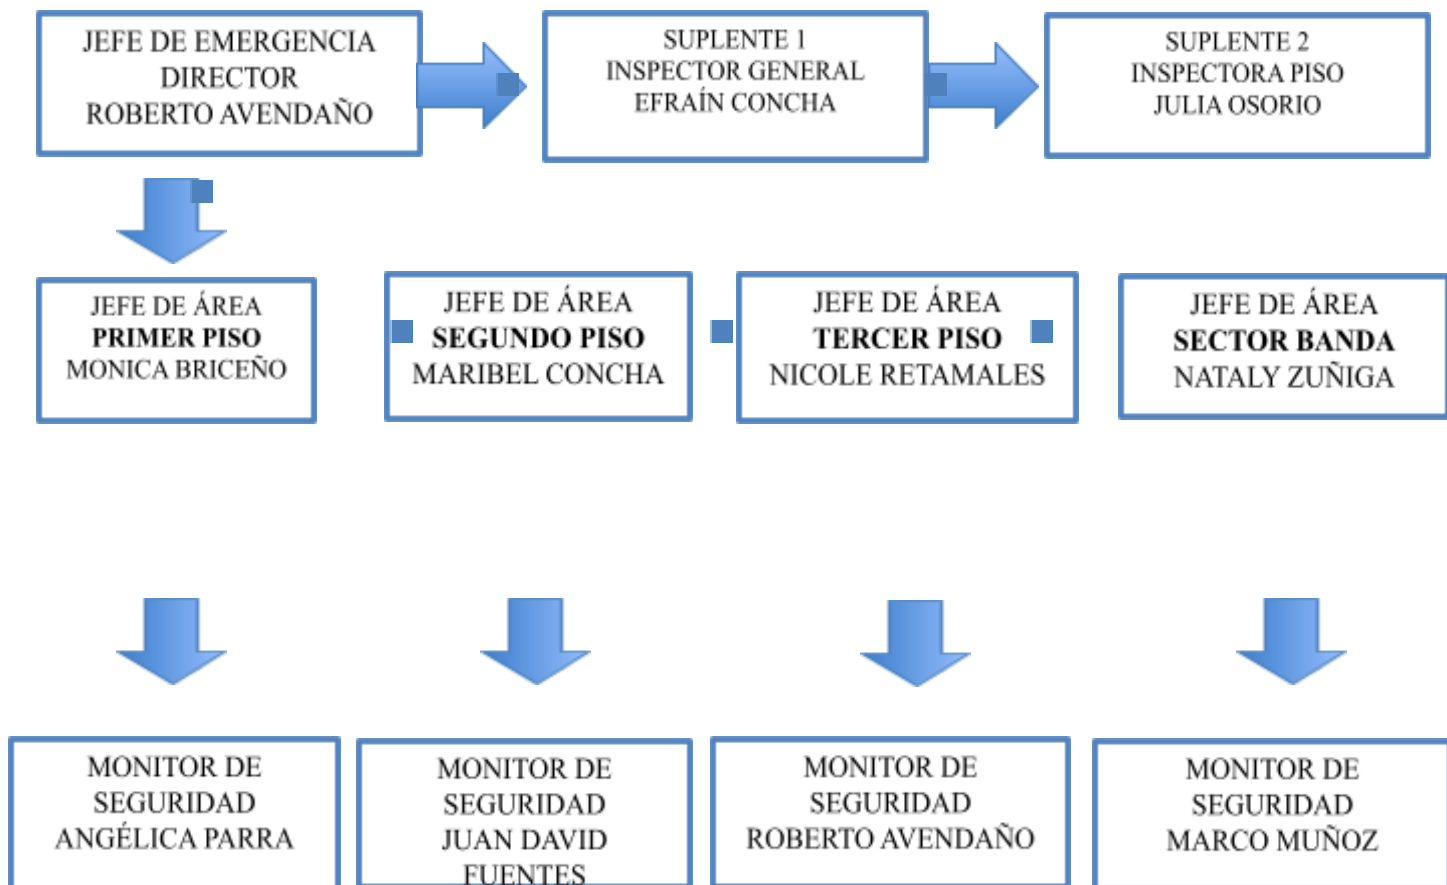 JEFE DE EMERGENCIA
DIRECTOR
ROBERTO AVENDAÑO
SUPLENTE 1
INSPECTOR GENERAL
EFRAÍN CONCHA
SUPLENTE 2
INSPECTORA PISO
JULIA OSORIO
JEFE DE ÁREA
PRIMER PISO
MONICA BRICEÑO
JEFE DE ÁREA
SEGUNDO PISO
MARIBEL CONCHA
JEFE DE ÁREA
TERCER PISO
NICOLE RETAMALES
JEFE DE ÁREA
SECTOR BANDA
NATALY ZUÑIGA
MONITOR DE
SEGURIDAD
ANGÉLICA PARRA
MONITOR DE
SEGURIDAD
JUAN DAVID
FUENTES
MONITOR DE
SEGURIDAD
ROBERTO AVENDAÑO
MONITOR DE
SEGURIDAD
MARCO MUÑOZ